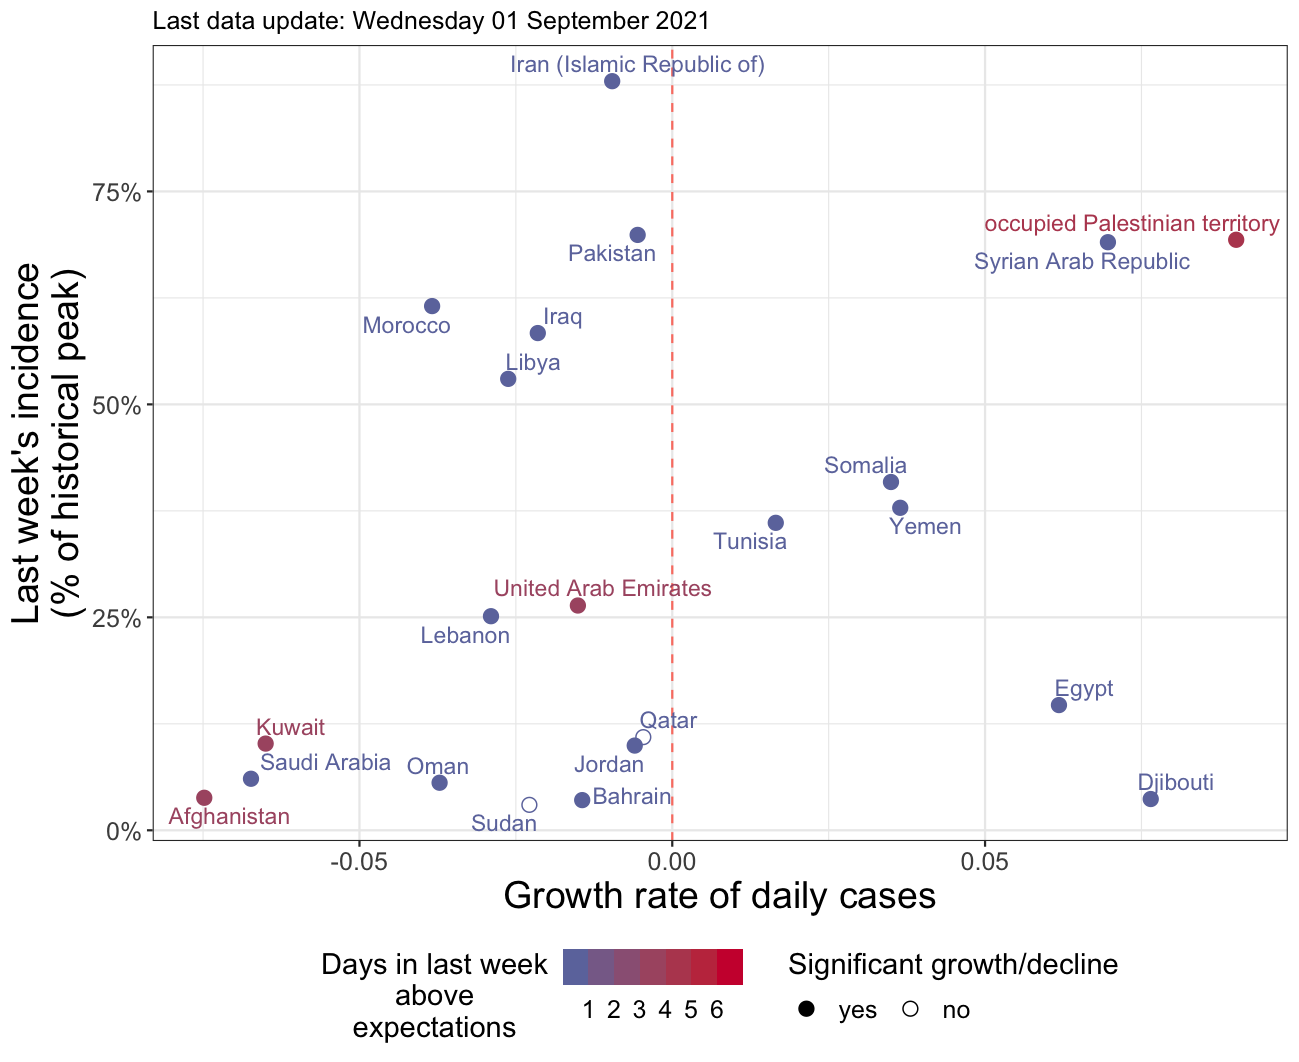 Last data update: Wednesday 01 September 2021
Iran (Islamic Republic of)
75%
occupied Palestinian territory
Pakistan
Syrian Arab Republic
Morocco
Iraq
Libya
50%
Somalia
Yemen
Tunisia
United Arab Emirates
25%
Lebanon
Egypt
Qatar
Kuwait
Saudi Arabia
Oman
Jordan
Djibouti
Bahrain
Afghanistan
Sudan
0%
Last week's incidence
(% of historical peak)
-0.05 0.00 0.05
Growth rate of daily cases
Days in last week
above
expectations
1 2 3 4 5 6
Significant growth/decline
yes no